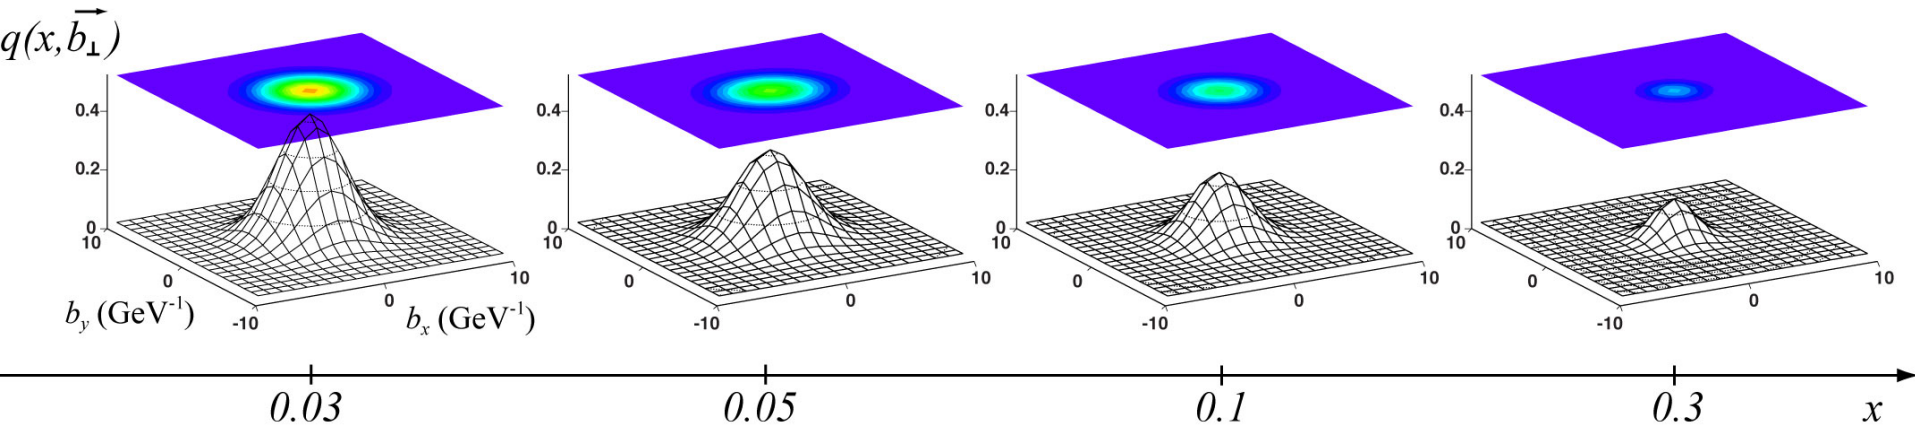 q(x,b⊥)
0.4 0.4 0.4 0.4
0.2 0.2 0.2 0.2
0 0 0 0
10 10 10 10
0 10 0 10 0 10 0 10
0 0 0 0
b_y (GeV⁻¹) b_x (GeV⁻¹)
-10 -10 -10 -10
0.03 0.05 0.1 0.3 x